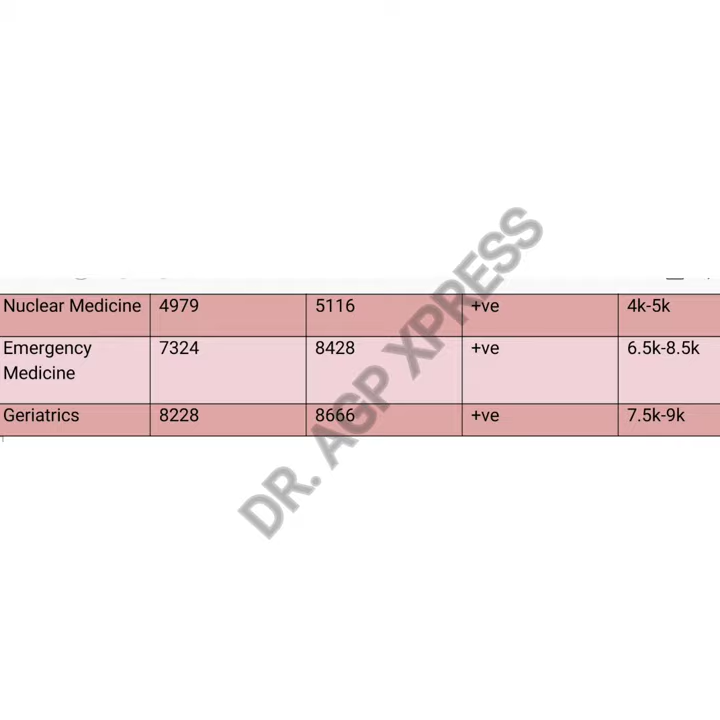 Nuclear Medicine 4979 5116 +ve 4k-5k
Emergency 7324 8428 +ve 6.5k-8.5k
Medicine
Geriatrics 8228 8666 +ve 7.5k-9k
DR. AGP XPRESS